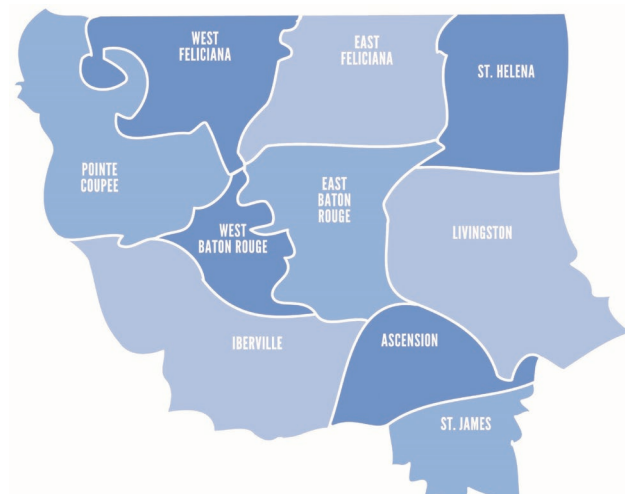 WEST
FELICIANA
EAST
FELICIANA
ST. HELENA
POINTE
COUPEE
EAST
BATON
ROUGE
WEST
BATON ROUGE
LIVINGSTON
IBERVILLE
ASCENSION
ST. JAMES